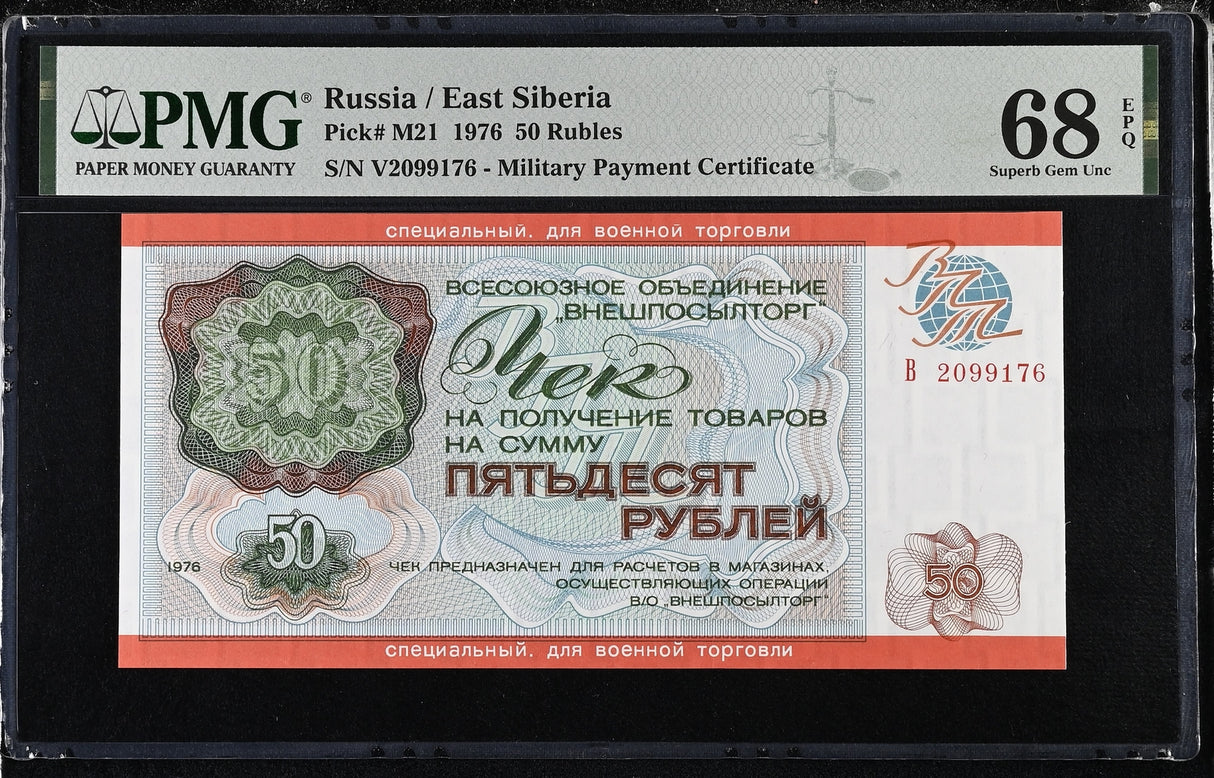 PMG®
PAPER MONEY GUARANTY
Russia / East Siberia
Pick# M21 1976 50 Rubles
S/N V2099176 - Military Payment Certificate
68
EPQ
Superb Gem Unc
специальный. для военной торговли
ВСЕСОЮЗНОЕ ОБЪЕДИНЕНИЕ
„ВНЕШПОСЫЛТОРГ"
Чек
НА ПОЛУЧЕНИЕ ТОВАРОВ
НА СУММУ
ПЯТЬДЕСЯТ
РУБЛЕЙ
50
50
1976
ЧЕК ПРЕДНАЗНАЧЕН ДЛЯ РАСЧЕТОВ В МАГАЗИНАХ,
ОСУЩЕСТВЛЯЮЩИХ ОПЕРАЦИИ
В/О „ВНЕШПОСЫЛТОРГ"
ВПТ
В 2099176
50
специальный. для военной торговли